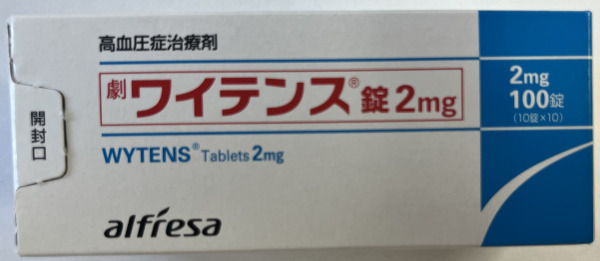 高血圧症治療剤
劇 ワイテンス® 錠 2mg
WYTENS® Tablets 2mg
alfresa
開封口
2mg
100錠
(10錠×10)